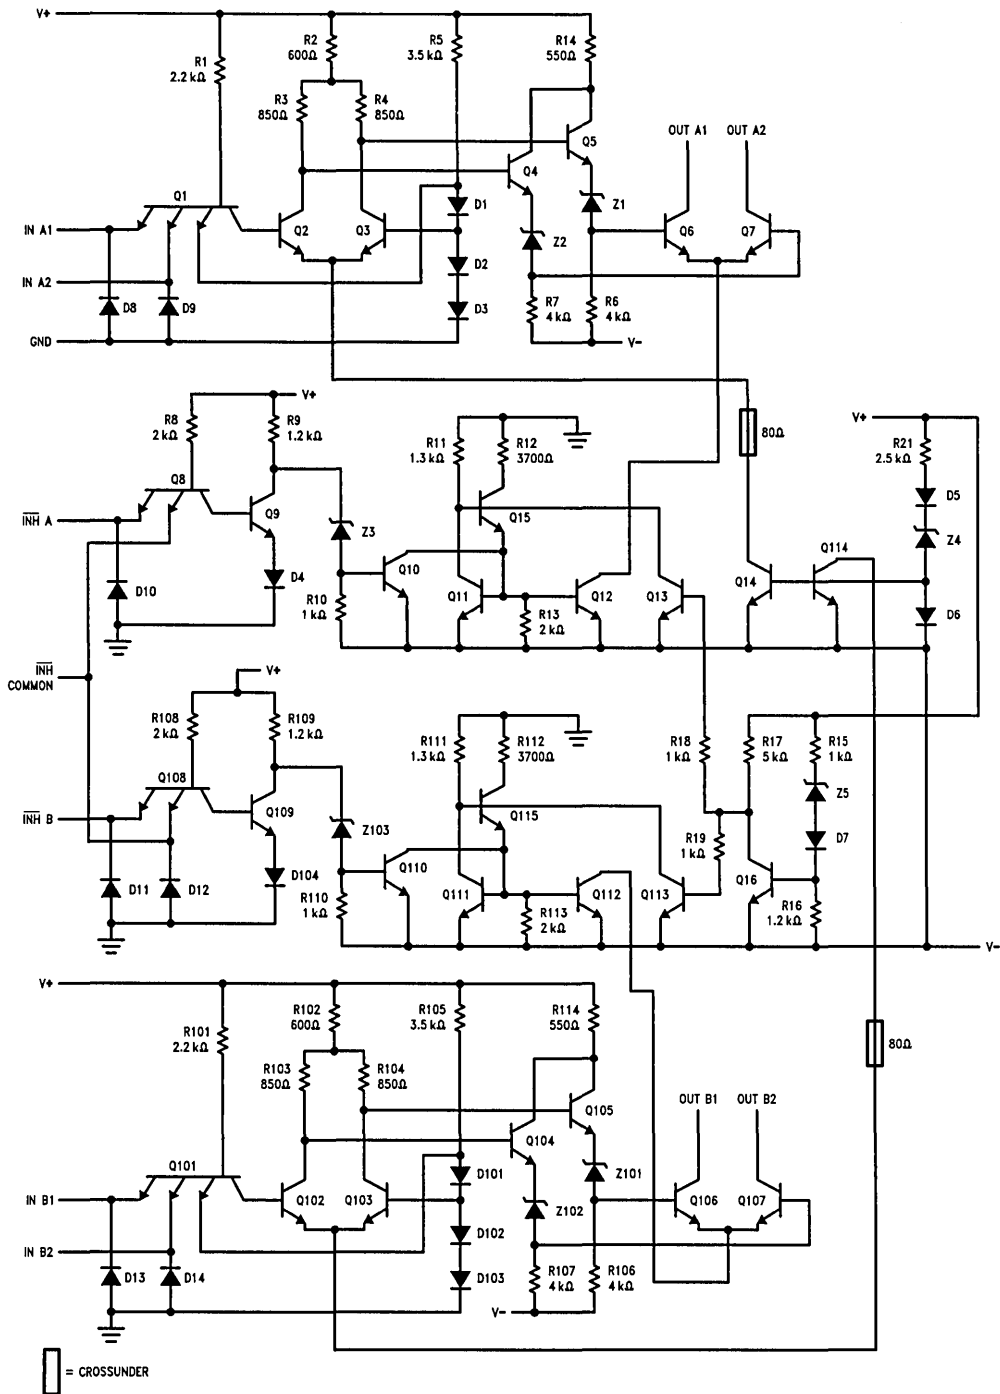 V+
R1
2.2 kΩ
R2
600Ω
R3
850Ω
R4
850Ω
R5
3.5 kΩ
R14
550Ω
OUT A1
OUT A2
Q5
Q4
Q1
Z1
D1
Q2
Q3
Z2
Q6
Q7
IN A1
D2
IN A2
D8
D9
D3
R7
4 kΩ
R6
4 kΩ
GND
V-
V+
R8
2 kΩ
R9
1.2 kΩ
R11
1.3 kΩ
R12
3700Ω
80Ω
V+
R21
2.5 kΩ
Q8
D5
Q9
Q15
Z4
INH A
Z3
Q114
D4
Q10
D10
R10
1 kΩ
Q11
R13
2 kΩ
Q12
Q13
Q14
D6
INH
COMMON
V+
R108
2 kΩ
R109
1.2 kΩ
R111
1.3 kΩ
R112
3700Ω
R18
1 kΩ
R17
5 kΩ
R15
1 kΩ
Q108
Z5
Q109
Q115
INH B
Z103
R19
1 kΩ
D7
D104
Q110
D11
D12
R110
1 kΩ
Q111
R113
2 kΩ
Q112
Q113
Q16
R16
1.2 kΩ
V-
V+
R101
2.2 kΩ
R102
600Ω
R103
850Ω
R104
850Ω
R105
3.5 kΩ
R114
550Ω
80Ω
OUT B1
OUT B2
Q105
Q104
Q101
D101
Z101
Q102
Q103
Z102
Q106
Q107
IN B1
D102
IN B2
D13
D14
D103
R107
4 kΩ
R106
4 kΩ
V-
= CROSSUNDER